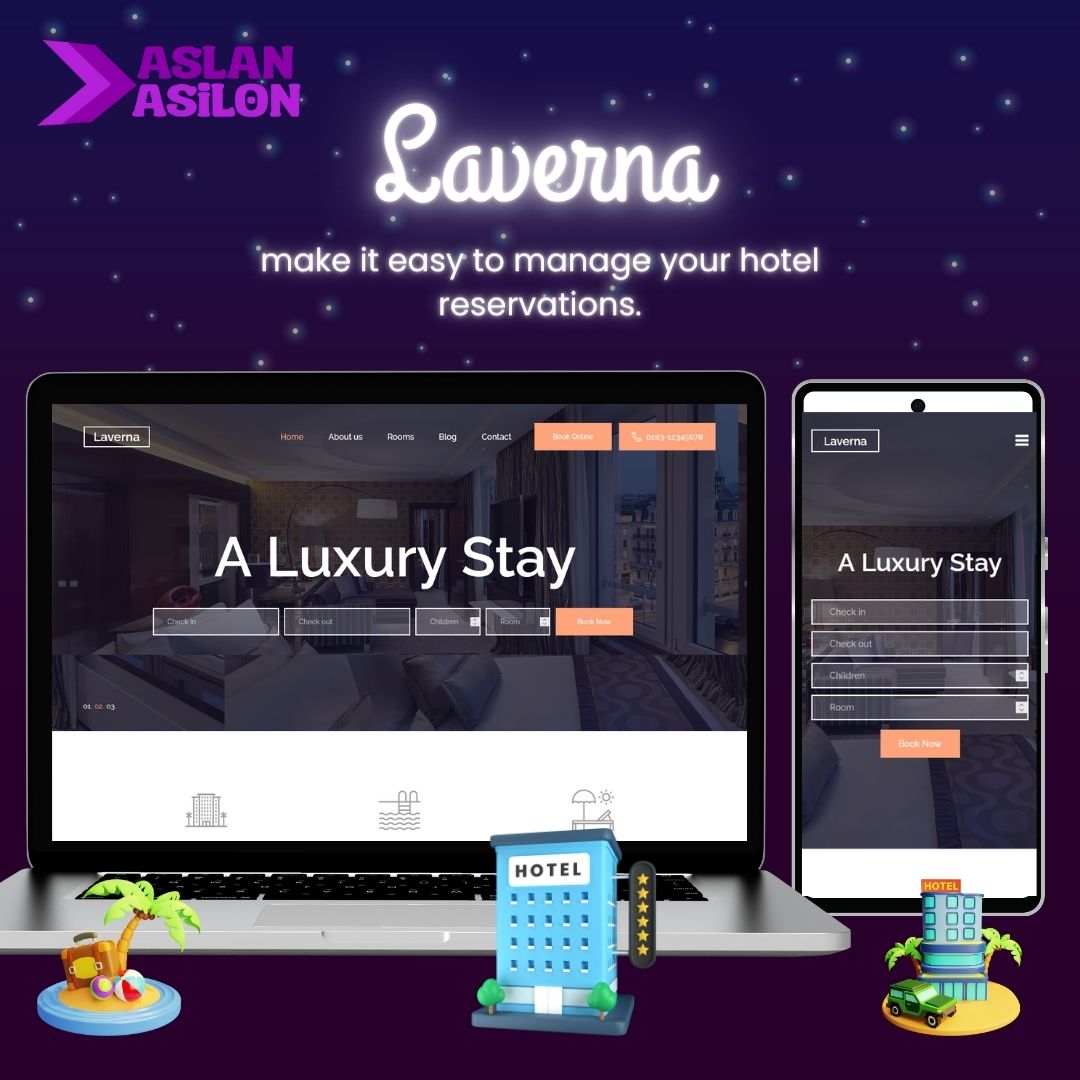 ASLAN
ASiLON
Laverna
make it easy to manage your hotel
reservations.
Laverna
Home About us Rooms Blog Contact Book Online 0183-12345678
A Luxury Stay
Check in Check out Children Room Book Now
01. 02. 03.
Laverna
A Luxury Stay
Check in
Check out
Children
Room
Book Now
HOTEL
HOTEL